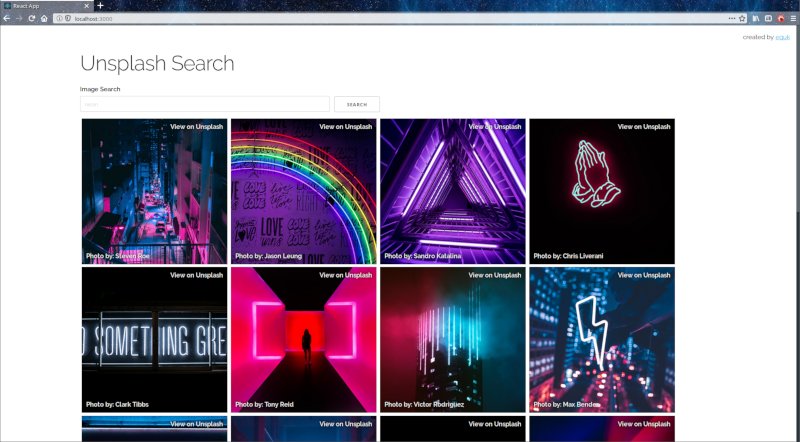 React App
localhost:3000
created by
Unsplash Search
Image Search
SEARCH
View on Unsplash
View on Unsplash
View on Unsplash
View on Unsplash
LOVE
Photo by: Steven Roe
Photo by: Jason Leung
Photo by: Sandro Katalina
Photo by: Chris Liverani
View on Unsplash
View on Unsplash
View on Unsplash
View on Unsplash
SOMETHING GRE
Photo by: Clark Tibbs
Photo by: Tony Reid
Photo by: Victor Rodriguez
Photo by: Max Bender
View on Unsplash
View on Unsplash
View on Unsplash
View on Unsplash